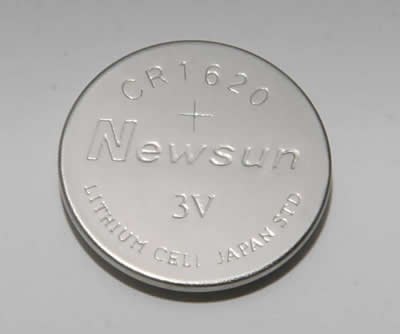 CR1620
+
Newsun
3V
LITHIUM CELL JAPAN STD